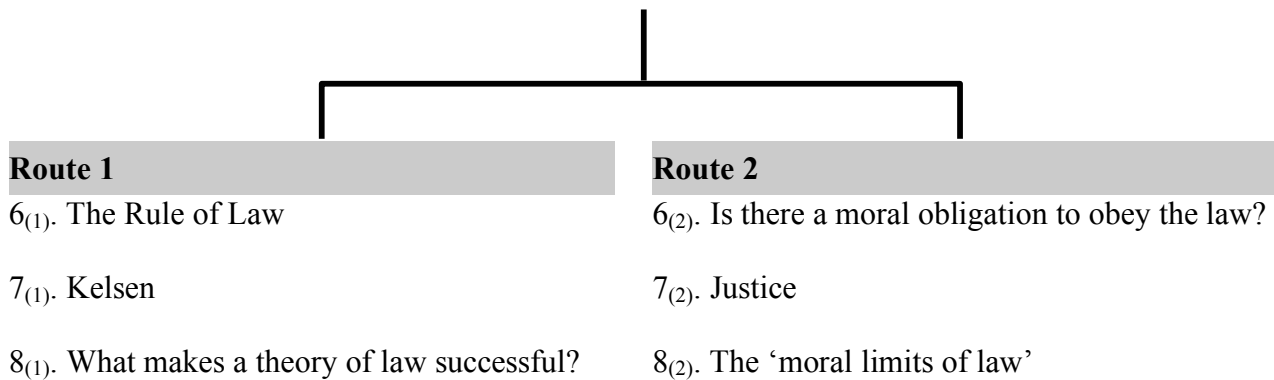 Route 1
6(1). The Rule of Law
7(1). Kelsen
8(1). What makes a theory of law successful?
Route 2
6(2). Is there a moral obligation to obey the law?
7(2). Justice
8(2). The ‘moral limits of law’